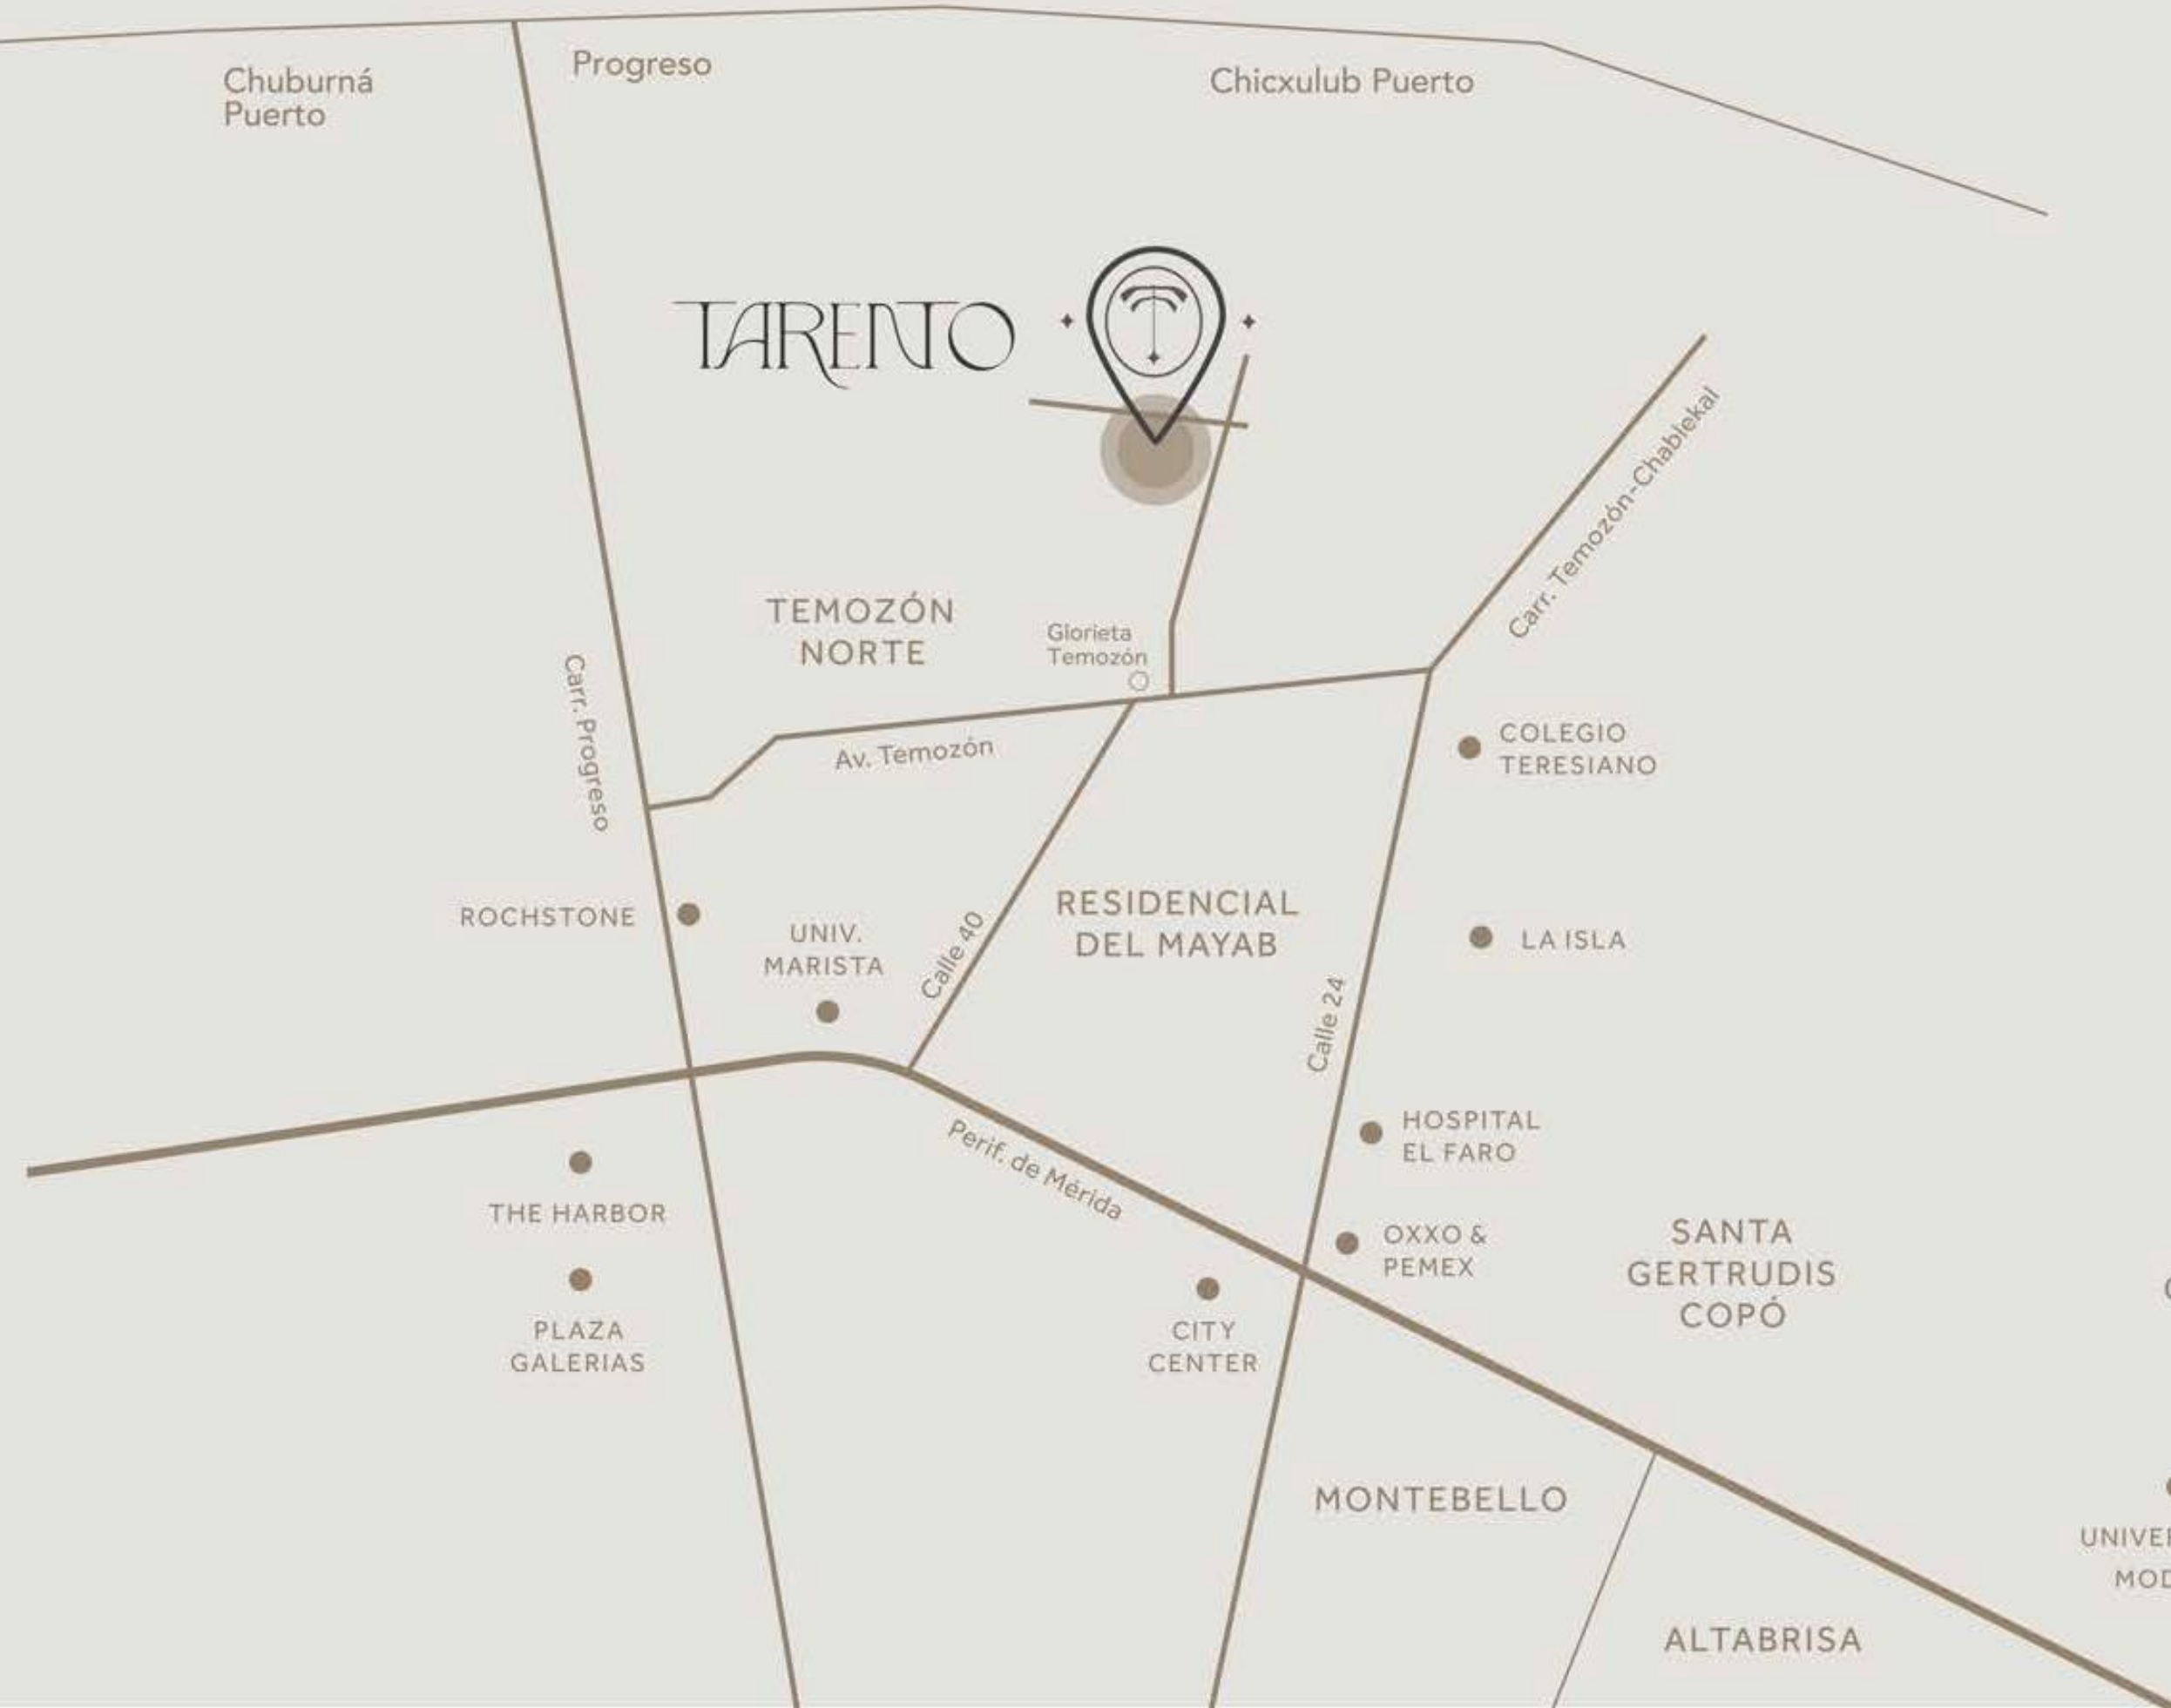 Progreso
Chuburná
Puerto
Chicxulub Puerto
TARENTO
T
Carr. Temozón-Chablekal
TEMOZÓN
NORTE
Glorieta
Temozón
Carr. Progreso
Av. Temozón
COLEGIO
TERESIANO
ROCHSTONE
UNIV.
MARISTA
Calle 40
RESIDENCIAL
DEL MAYAB
LA ISLA
Calle 24
HOSPITAL
EL FARO
Perif. de Mérida
THE HARBOR
OXXO &
PEMEX
SANTA
GERTRUDIS
COPÓ
PLAZA
GALERIAS
CITY
CENTER
MONTEBELLO
UNIVER
MOD
ALTABRISA